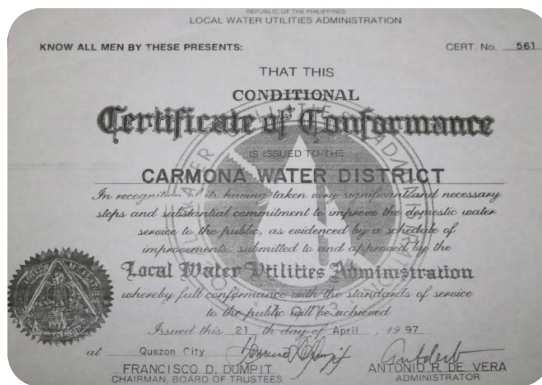 REPUBLIC OF THE PHILIPPINES
LOCAL WATER UTILITIES ADMINISTRATION
KNOW ALL MEN BY THESE PRESENTS: CERT. No. 561
THAT THIS
CONDITIONAL
Certificate of Conformance
IS ISSUED TO THE
CARMONA WATER DISTRICT
In recognition of its having taken very significant and necessary
steps and substantial commitment to improve the domestic water
service to the public, as evidenced by a schedule of
improvements, submitted to and approved by the
Local Water Utilities Administration
whereby full conformance with the standards of service
to the public will be achieved
Issued this 21 th day of April, 1997
at Quezon City
FRANCISCO D. DUMPIT ANTONIO R. DE VERA
CHAIRMAN, BOARD OF TRUSTEES ADMINISTRATOR